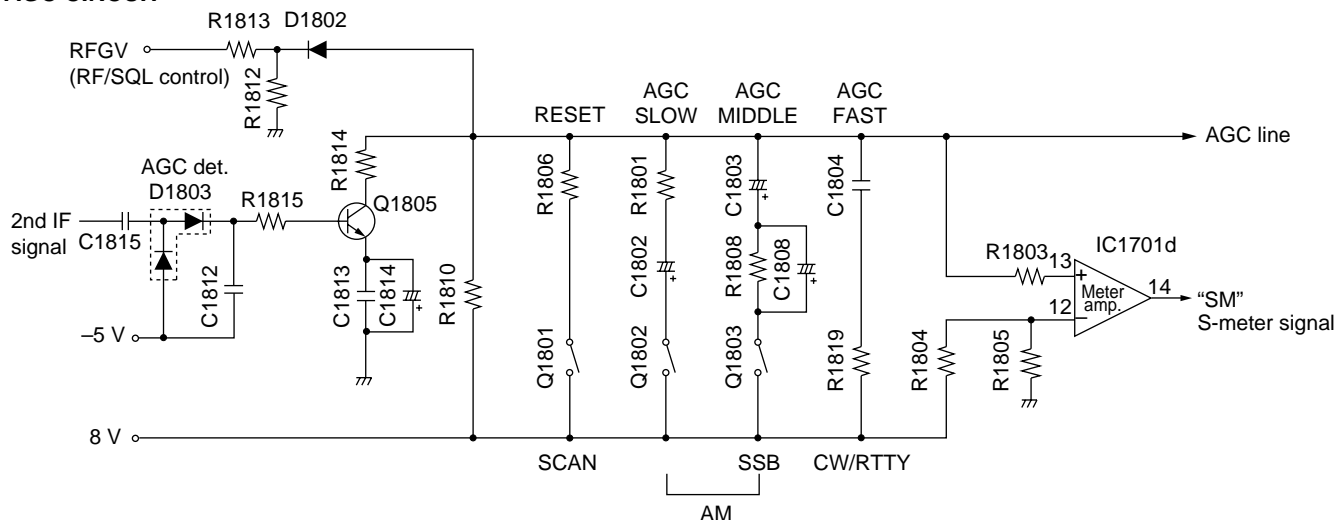 R1813
D1802
RFGV
(RF/SQL control)
R1812
AGC
AGC
AGC
RESET
SLOW
MIDDLE
FAST
AGC line
R1814
AGC det.
D1803
R1815
Q1805
2nd IF
signal
C1815
C1812
–5 V
C1813
C1814
+
R1810
R1806
Q1801
R1801
C1802
+
Q1802
C1803
+
R1808
C1808
+
Q1803
C1804
R1819
R1804
R1805
R1803
IC1701d
13
+
Meter
amp.
12
–
14
“SM”
S-meter signal
8 V
SCAN
SSB
CW/RTTY
AM